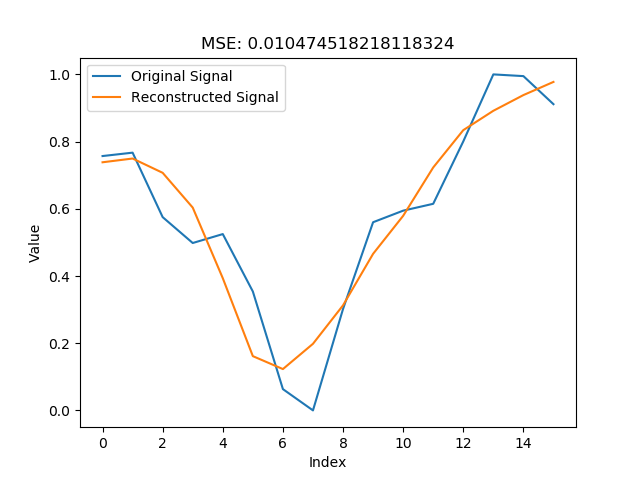 MSE: 0.010474518218118324
Original Signal
Reconstructed Signal
1.0
0.8
0.6
0.4
0.2
0.0
Value
0 2 4 6 8 10 12 14
Index